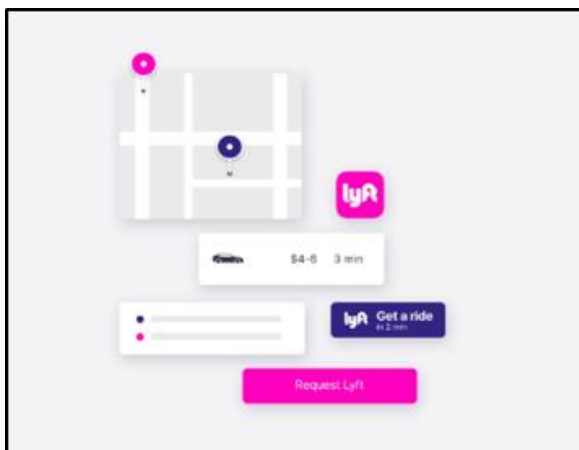 lyft
$4-6 3 min
lyft Get a ride
in 2 min
Request Lyft